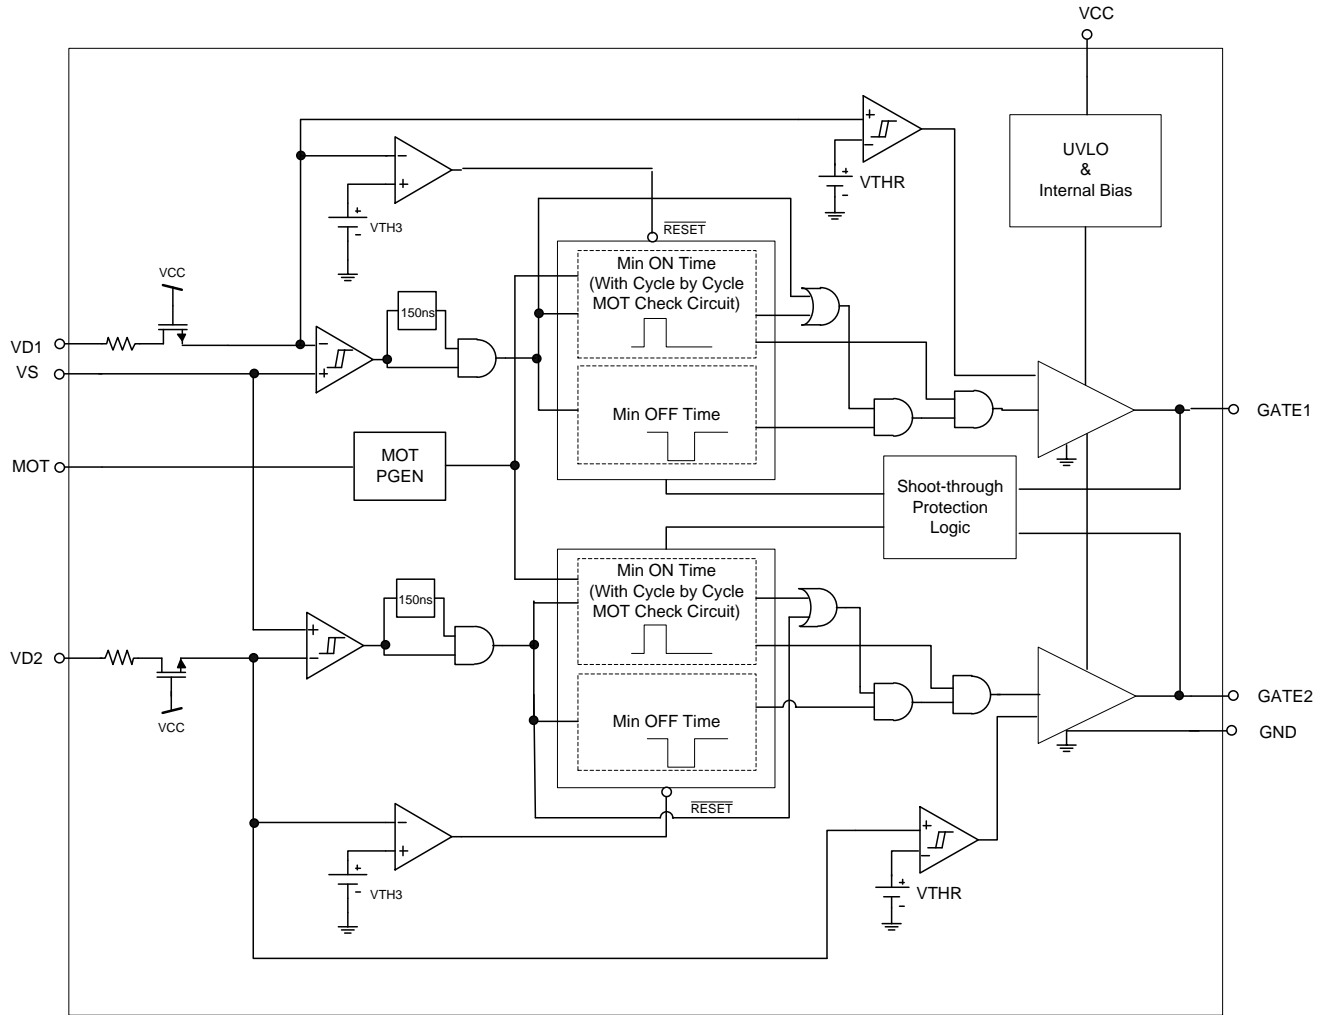 VCC
UVLO
&
Internal Bias
+
−
VTHR
+
−
−
+
VTH3
+
-
RESET
Min ON Time
(With Cycle by Cycle
MOT Check Circuit)
VCC
150ns
VD1
−
+
VS
Min OFF Time
GATE1
MOT
MOT
PGEN
Shoot-through
Protection
Logic
Min ON Time
(With Cycle by Cycle
MOT Check Circuit)
150ns
+
−
VD2
VCC
Min OFF Time
GATE2
GND
RESET
−
+
VTH3
+
-
+
−
VTHR
+
−